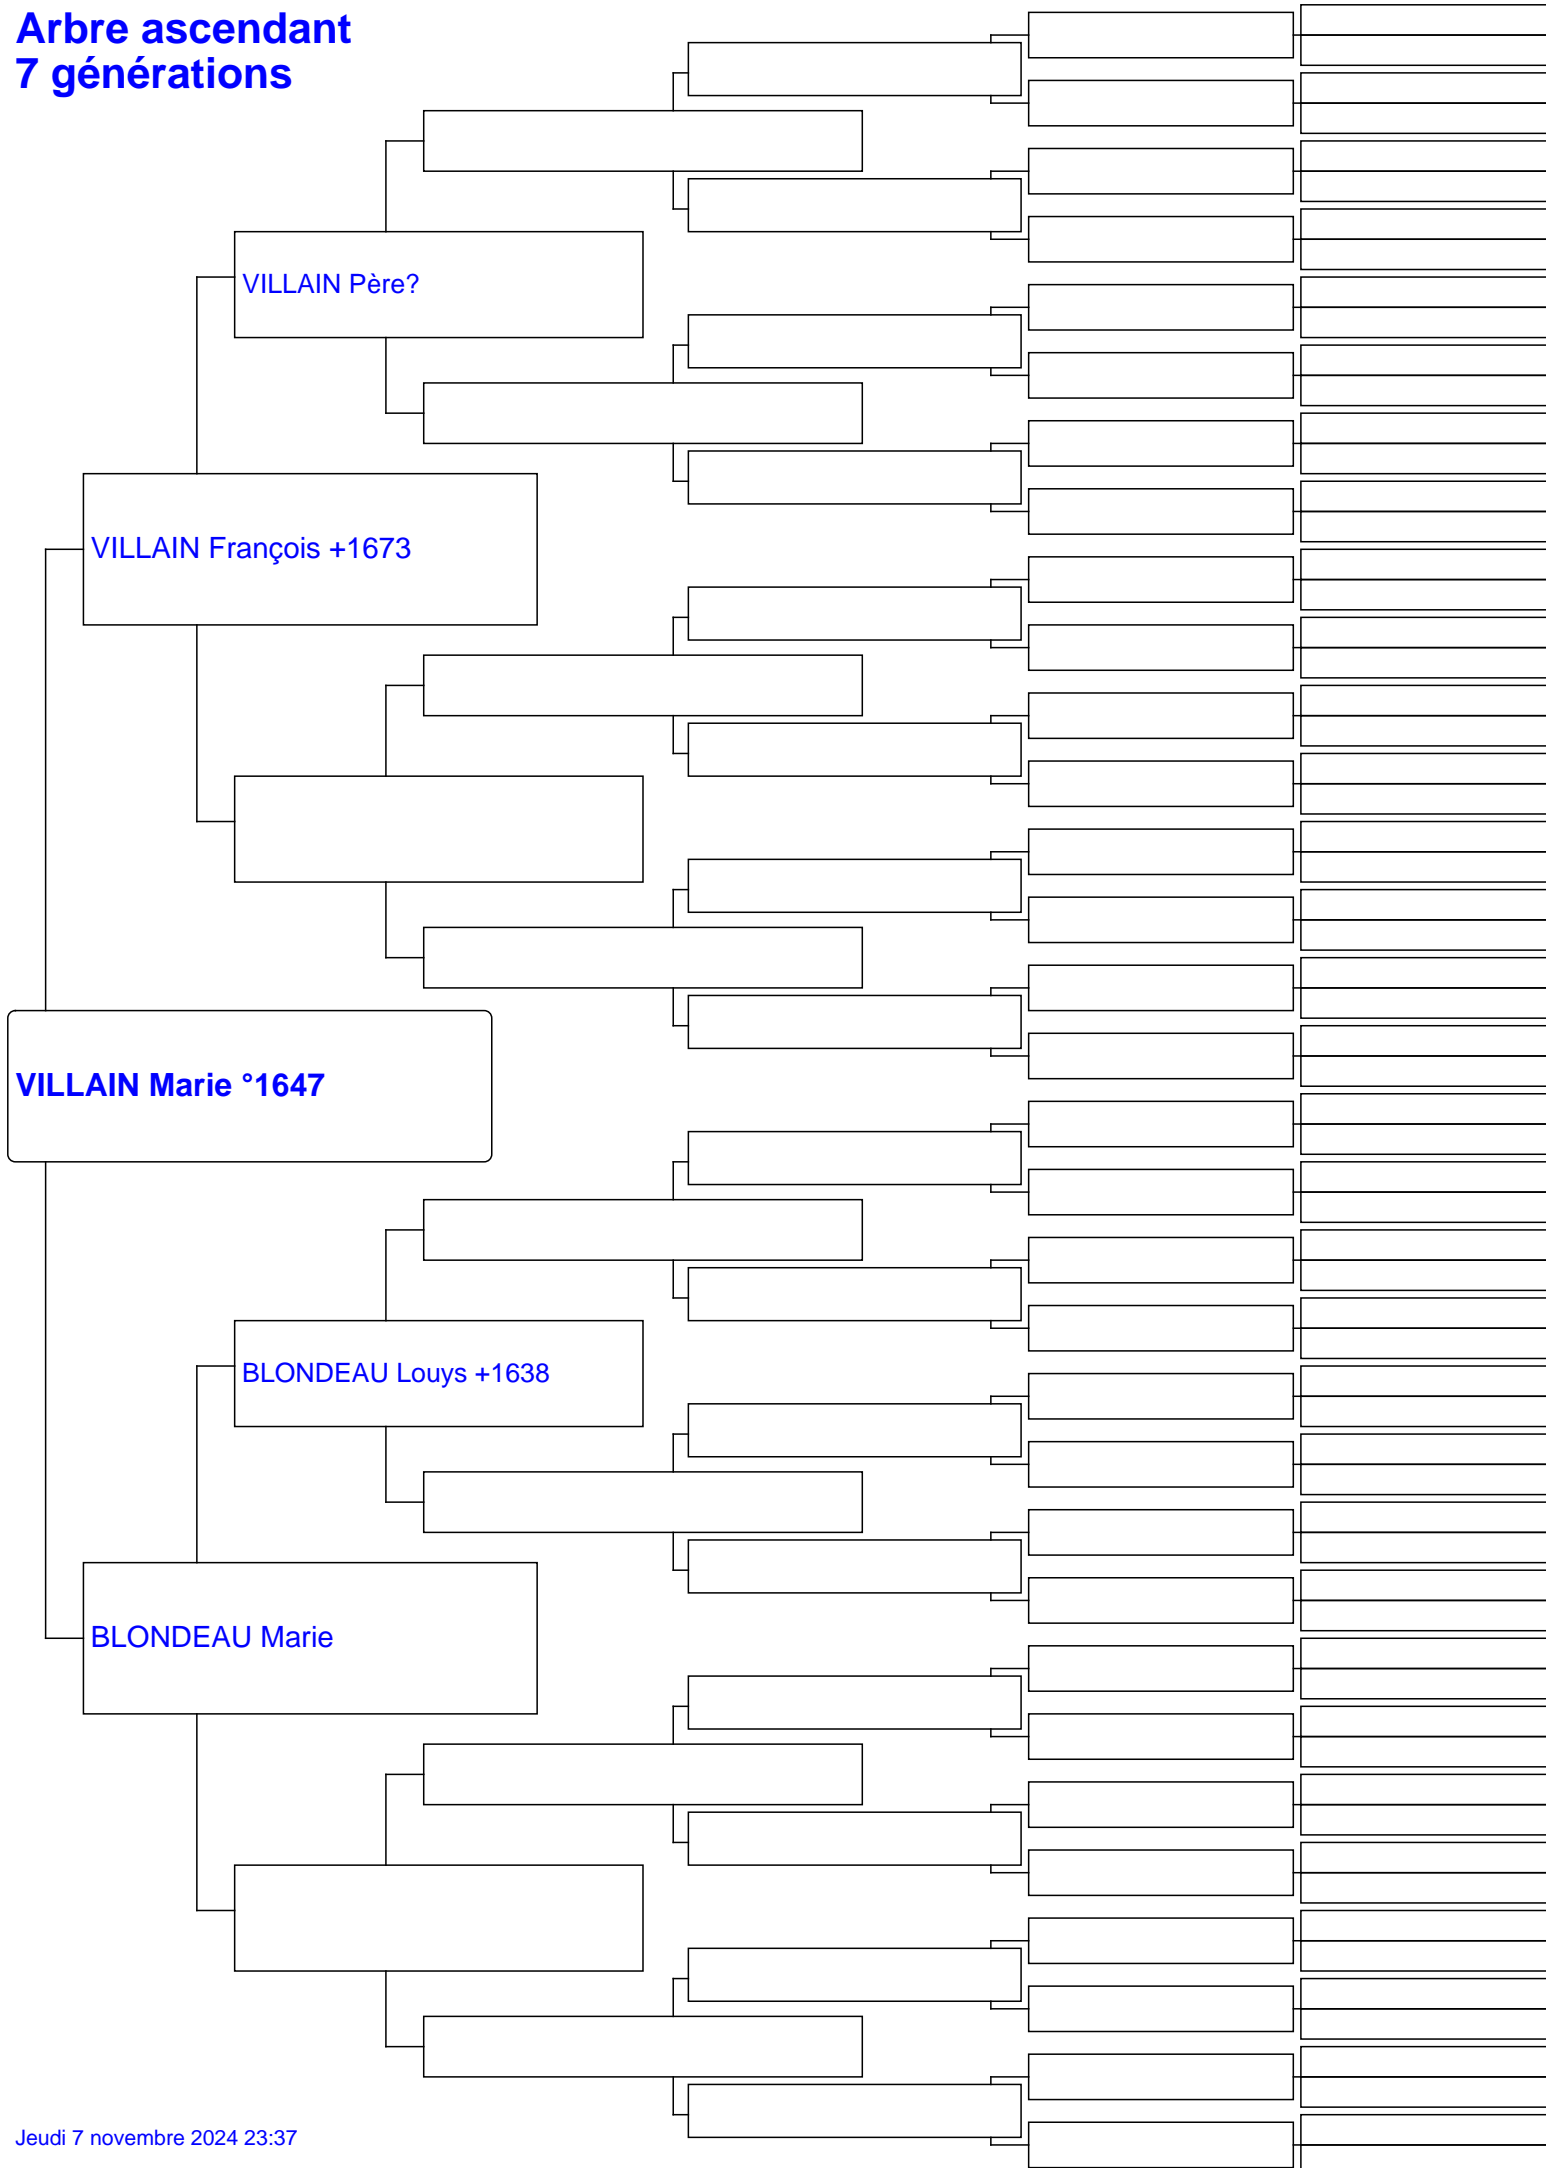 Arbre ascendant
7 générations
VILLAIN Père?
VILLAIN François +1673
VILLAIN Marie °1647
BLONDEAU Louys +1638
BLONDEAU Marie
Jeudi 7 novembre 2024 23:37